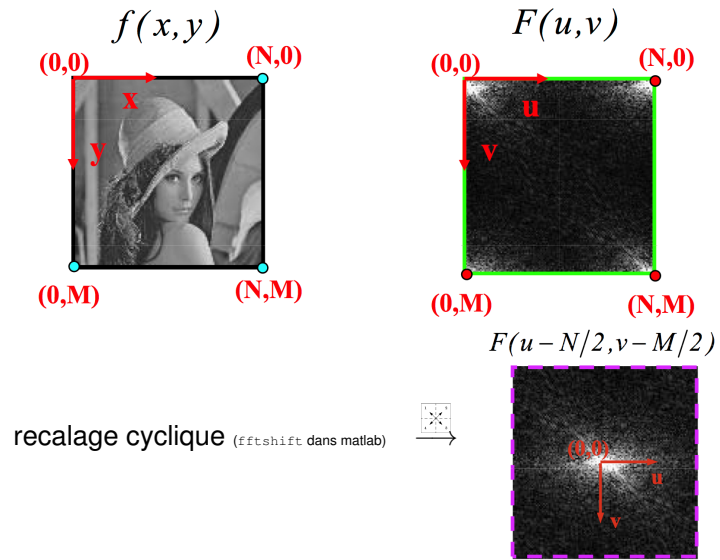 f(x,y)
F(u,v)
(0,0)
(N,0)
(0,0)
(N,0)
x
u
y
v
(0,M)
(N,M)
(0,M)
(N,M)
F(u−N/2,v−M/2)
recalage cyclique (fftshift dans matlab)
(0,0)
u
v